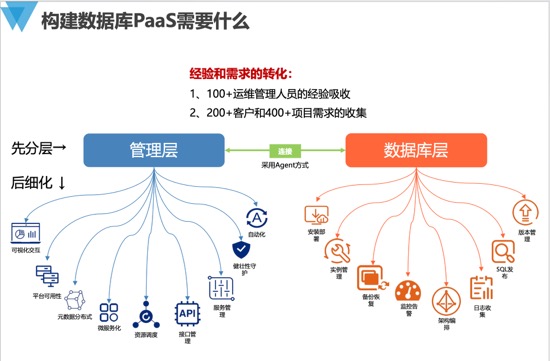 构建数据库PaaS需要什么
经验和需求的转化：
1、100+运维管理人员的经验吸收
2、200+客户和400+项目需求的收集
先分层→
管理层
连接
采用Agent方式
数据库层
后细化 ↓
可视化交互
平台可用性
元数据分布式
微服务化
资源调度
API
接口管
理
服务管
理
健壮性守
护
A
自动化
安装部
署
实例管
理
备份恢
复
监控告
警
架构编
排
日志收
集
SQL发
布
版本管
理